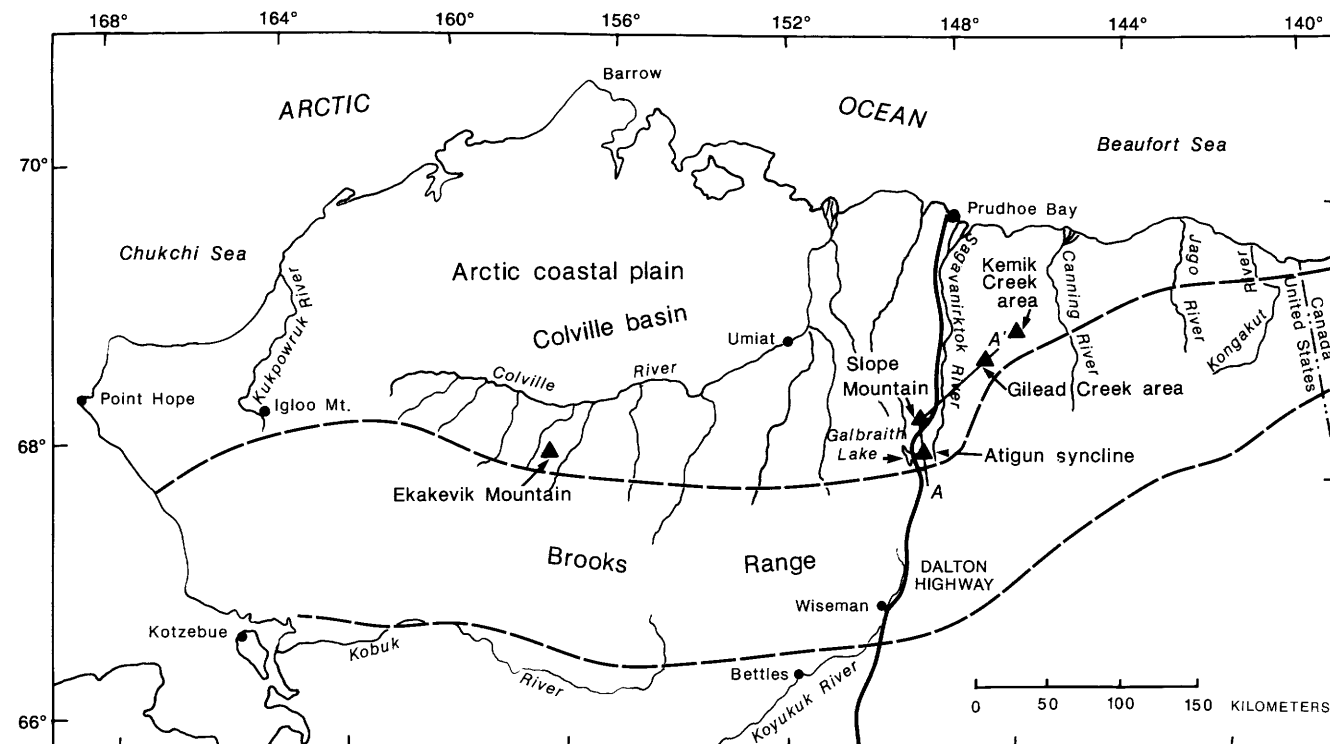 168°
164°
160°
156°
152°
148°
144°
140°
Barrow
ARCTIC
OCEAN
Beaufort Sea
70°
Prudhoe Bay
Chukchi Sea
Arctic coastal plain
Colville basin
Kukpowruk River
Sagavanirktok River
Kemik
Creek
area
Canning
River
Jago
River
Kongakut
River
Canada
United States
Umiat
A'
Slope
Mountain
Gilead Creek area
Colville
River
Point Hope
Igloo Mt.
68°
Galbraith
Lake
Atigun syncline
A
Ekakevik Mountain
Brooks
Range
DALTON
HIGHWAY
Wiseman
Kotzebue
Kobuk
River
Bettles
Koyukuk River
66°
0
50
100
150
KILOMETERS